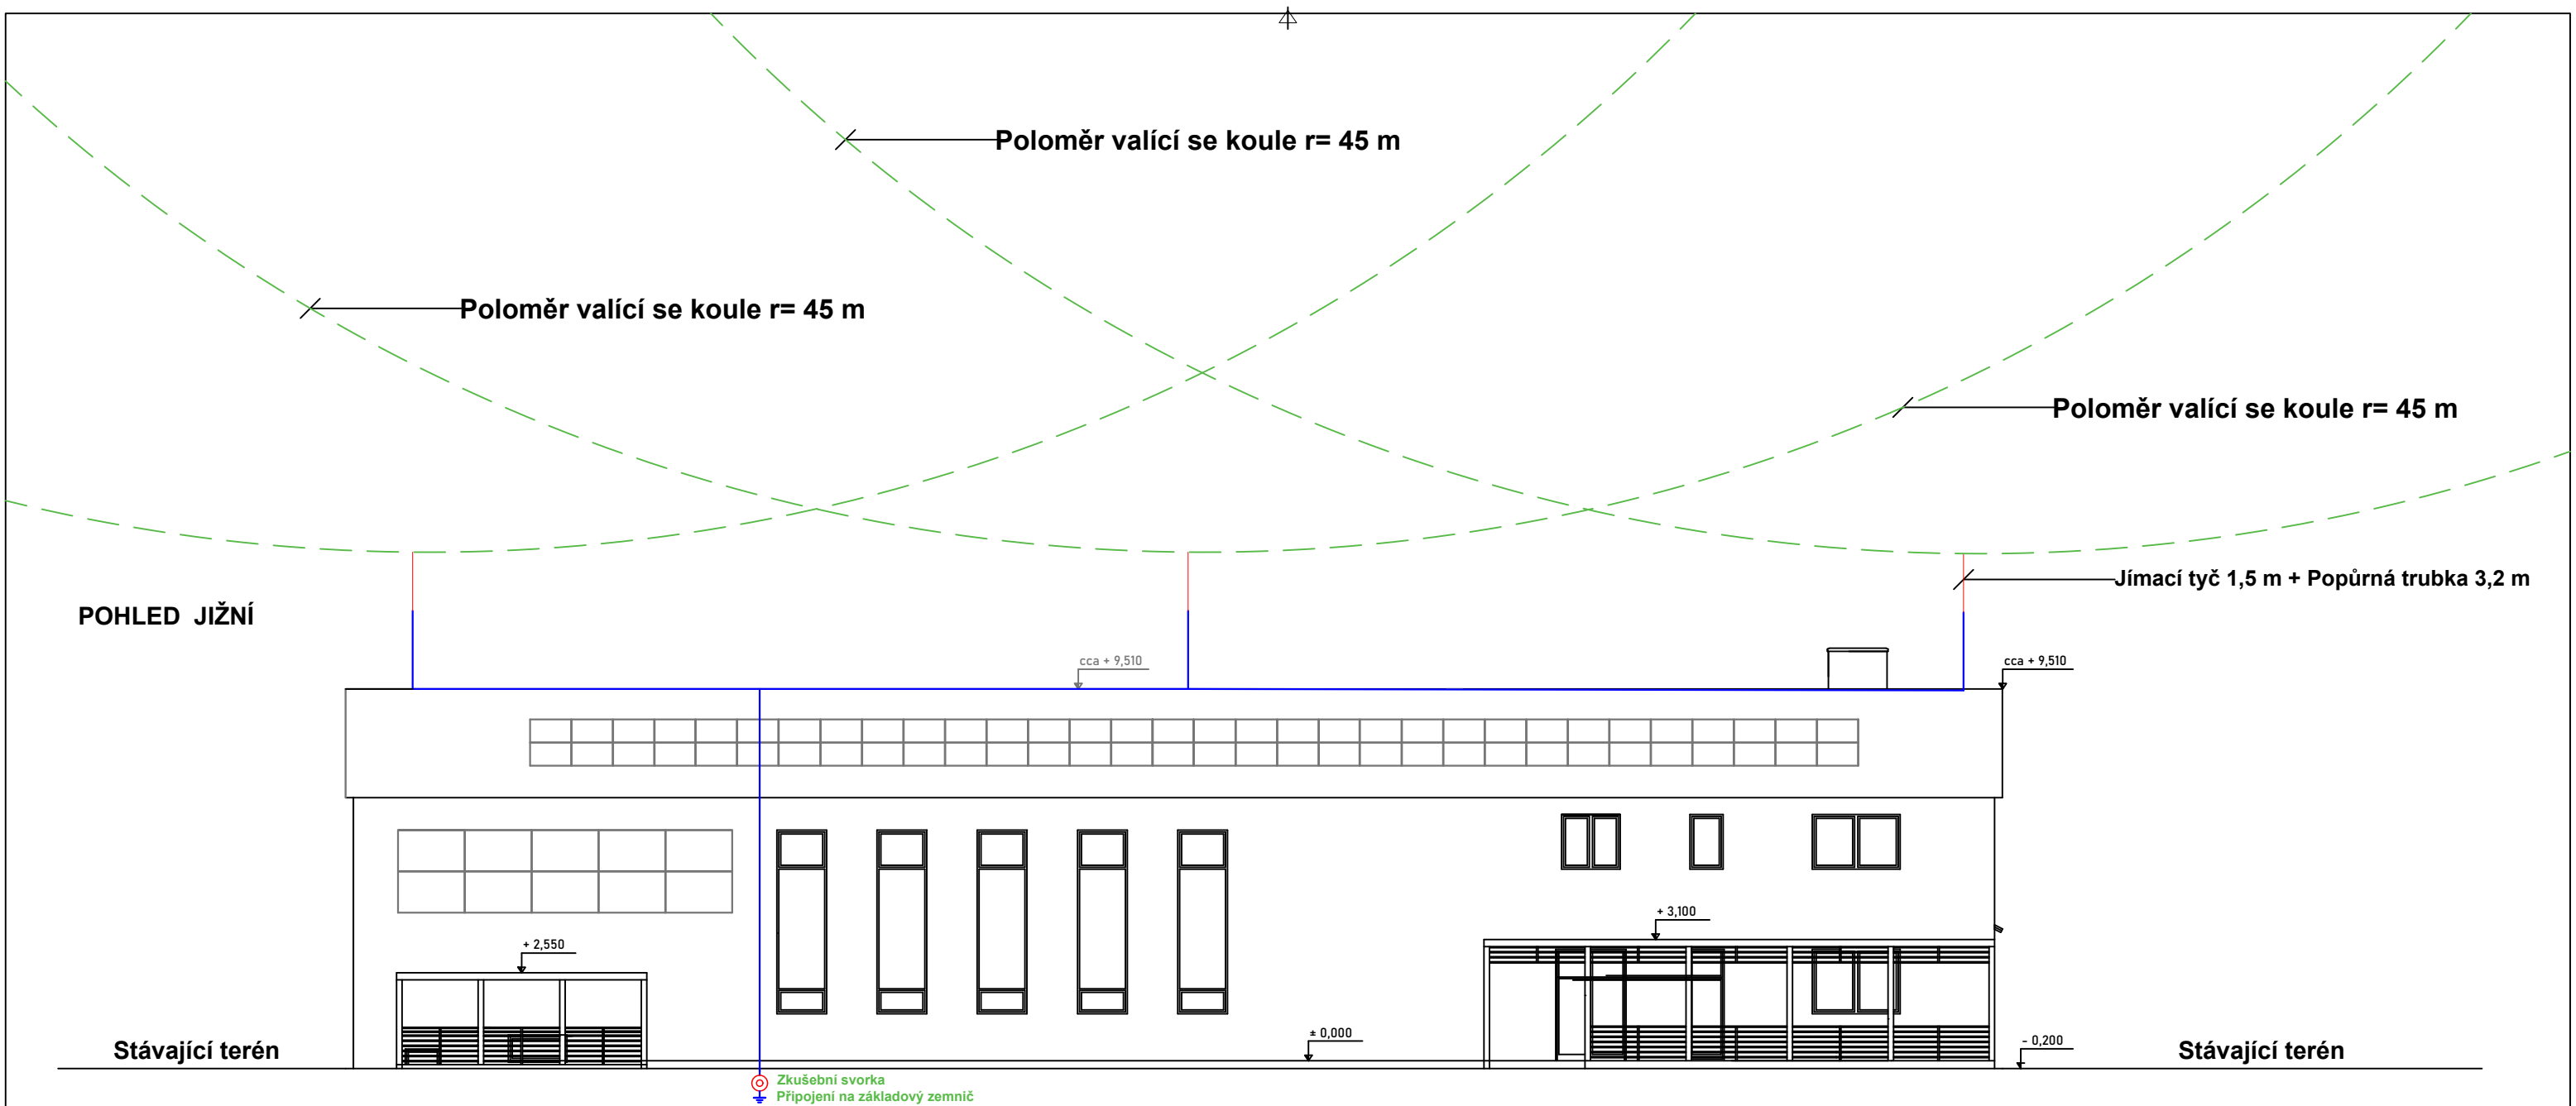 Poloměr valící se koule r= 45 m
Poloměr valící se koule r= 45 m
Poloměr valící se koule r= 45 m
Jímací tyč 1,5 m + Popůrná trubka 3,2 m
POHLED JIŽNÍ
cca + 9,510
cca + 9,510
+ 3,100
+ 2,550
± 0,000
- 0,200
Stávající terén
Stávající terén
Zkušební svorka
Připojení na základový zemnič